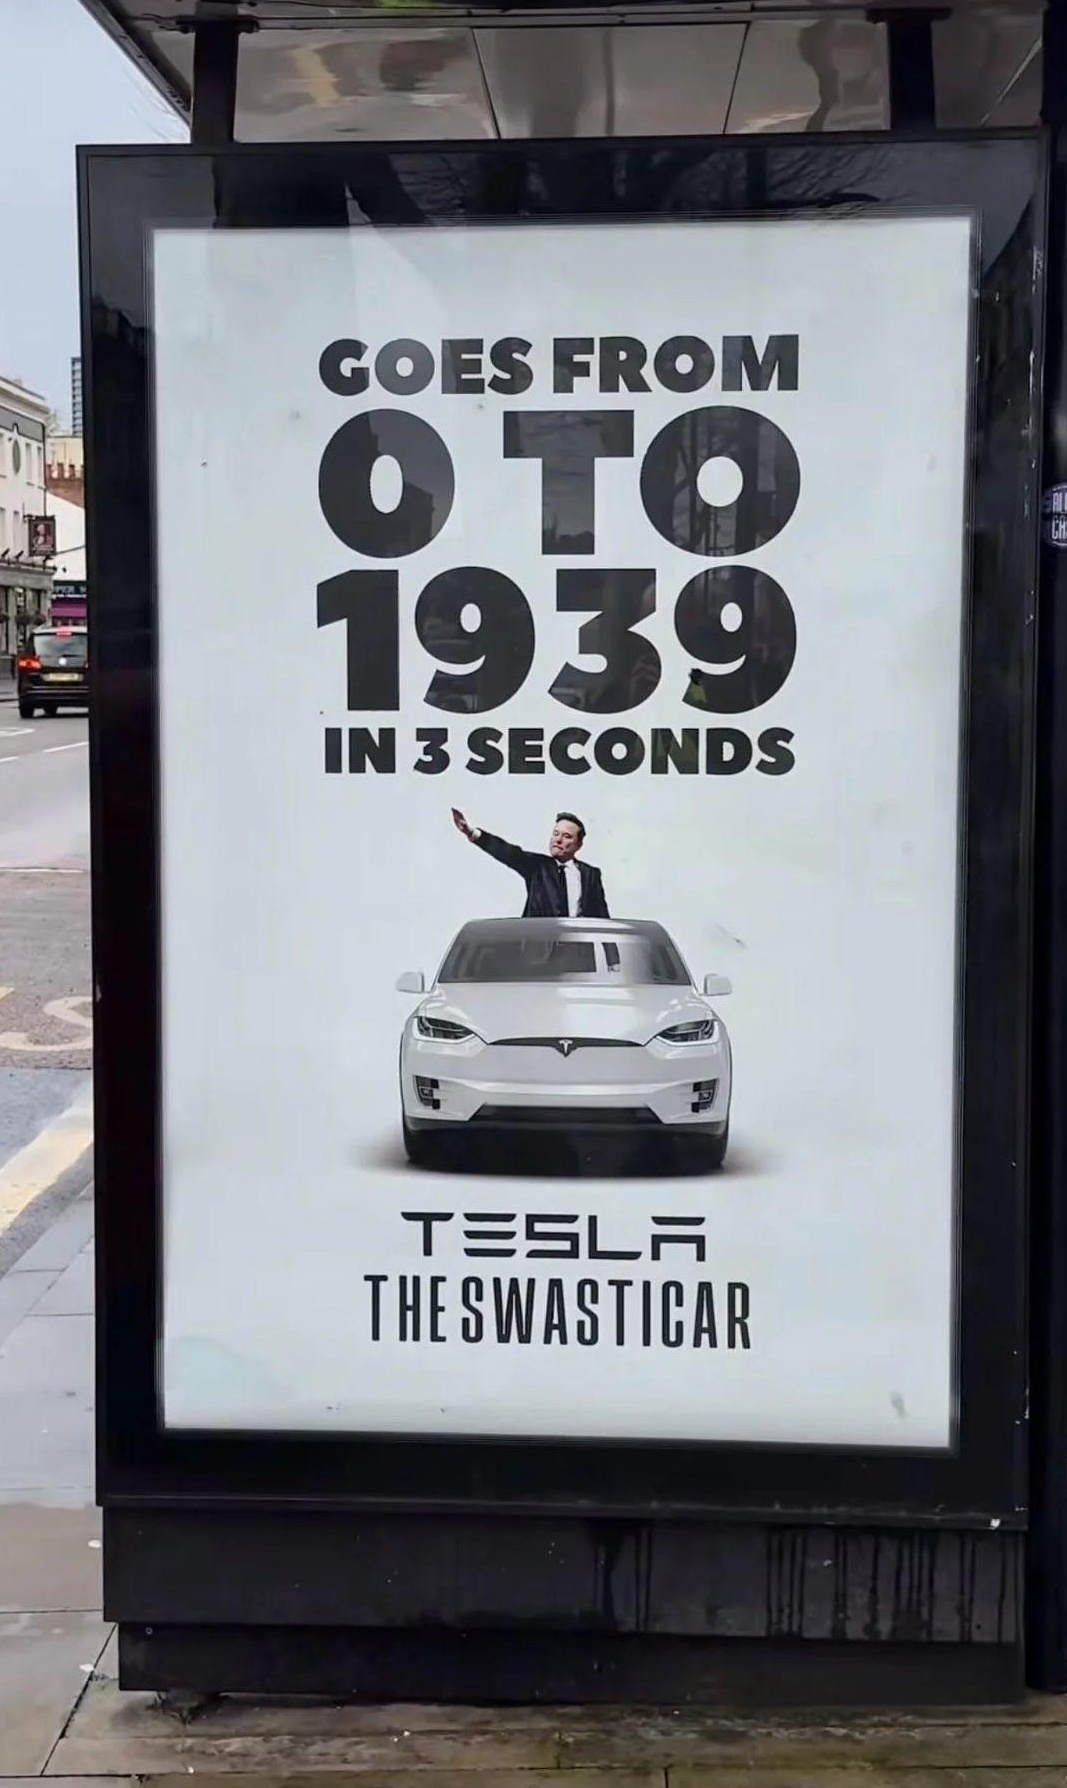 GOES FROM
0 TO
1939
IN 3 SECONDS
TESLA
THE SWASTICAR